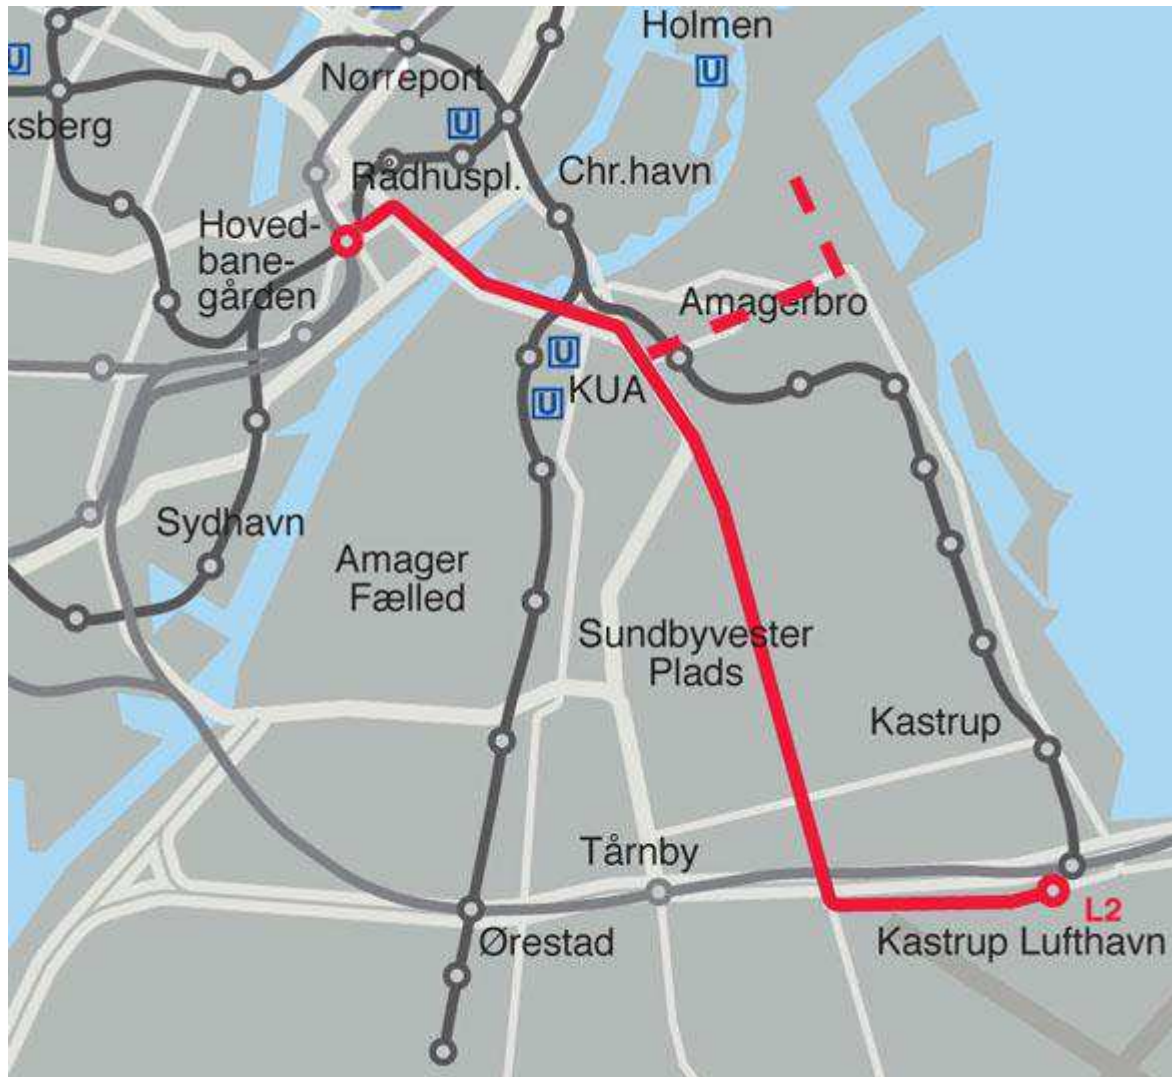 Holmen
U
U
Nørreport
U
ksberg
Rådhuspl.
Chr.havn
Hoved-
bane-
gården
Amagerbro
U
KUA
U
Sydhavn
Amager
Fælled
Sundbyvester
Plads
Kastrup
Tårnby
L2
Ørestad
Kastrup Lufthavn